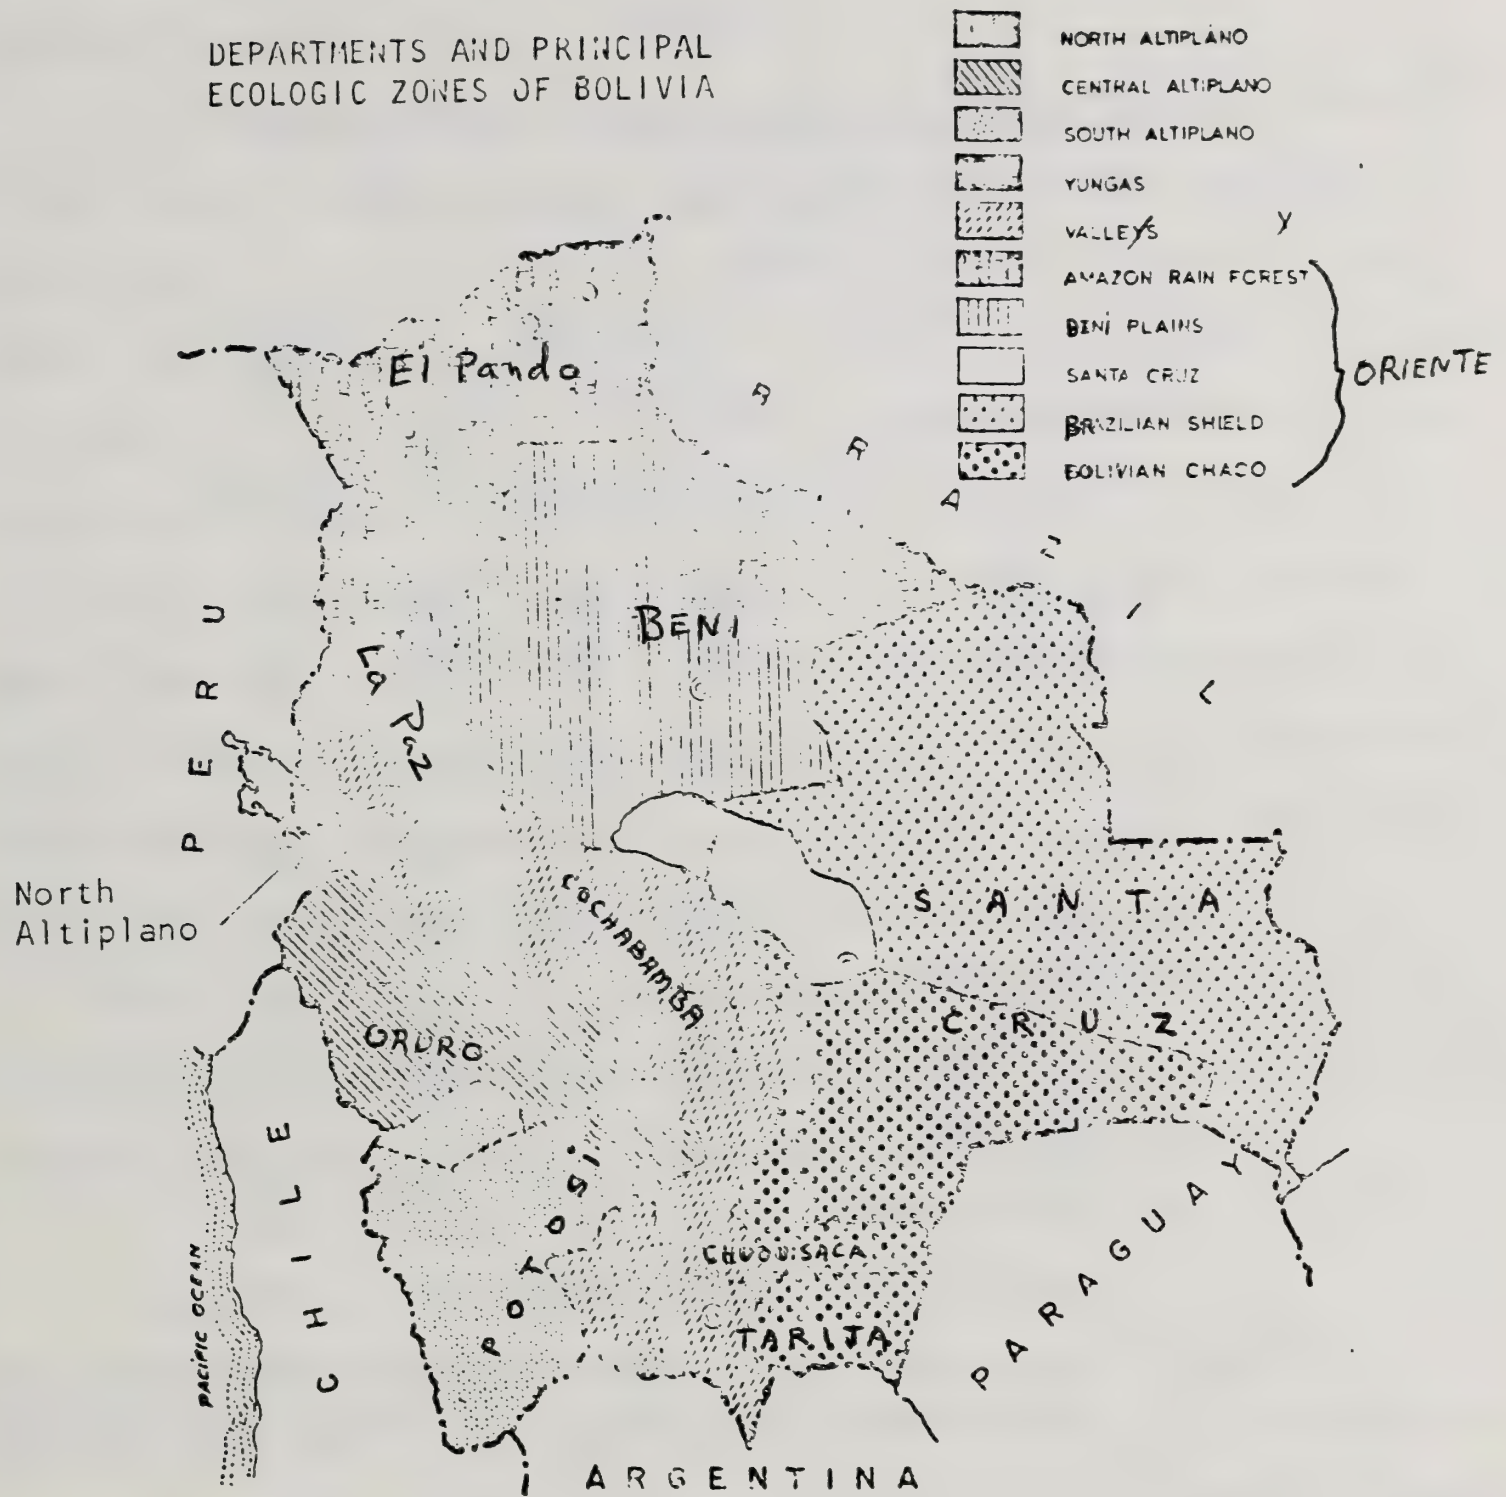 DEPARTMENTS AND PRINCIPAL
ECOLOGIC ZONES OF BOLIVIA
NORTH ALTIPLANO
CENTRAL ALTIPLANO
SOUTH ALTIPLANO
YUNGAS
VALLEYS
Y
AMAZON RAIN FOREST
BENI PLAINS
SANTA CRUZ
BRAZILIAN SHIELD
BOLIVIAN CHACO
ORIENTE
El Pando
BENI
La Paz
PERU
North
Altiplano
COCHABAMBA
SANTA
CRUZ
ORURO
CHILE
POTOSI
CHUQUISACA
TARIJA
PACIFIC OCEAN
PARAGUAY
ARGENTINA